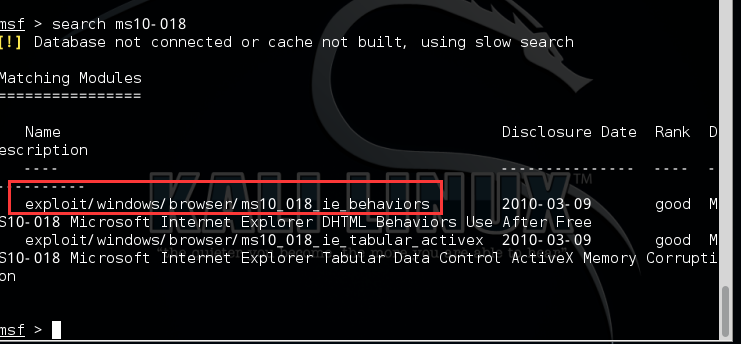 msf > search ms10-018
[!] Database not connected or cache not built, using slow search
Matching Modules
================
Name Disclosure Date Rank D
escription
---- --------------- ---- -
----------
exploit/windows/browser/ms10_018_ie_behaviors 2010-03-09 good M
S10-018 Microsoft Internet Explorer DHTML Behaviors Use After Free
exploit/windows/browser/ms10_018_ie_tabular_activex 2010-03-09 good M
S10-018 Microsoft Internet Explorer Tabular Data Control ActiveX Memory Corrupti
on
msf >
KALI LINUX™